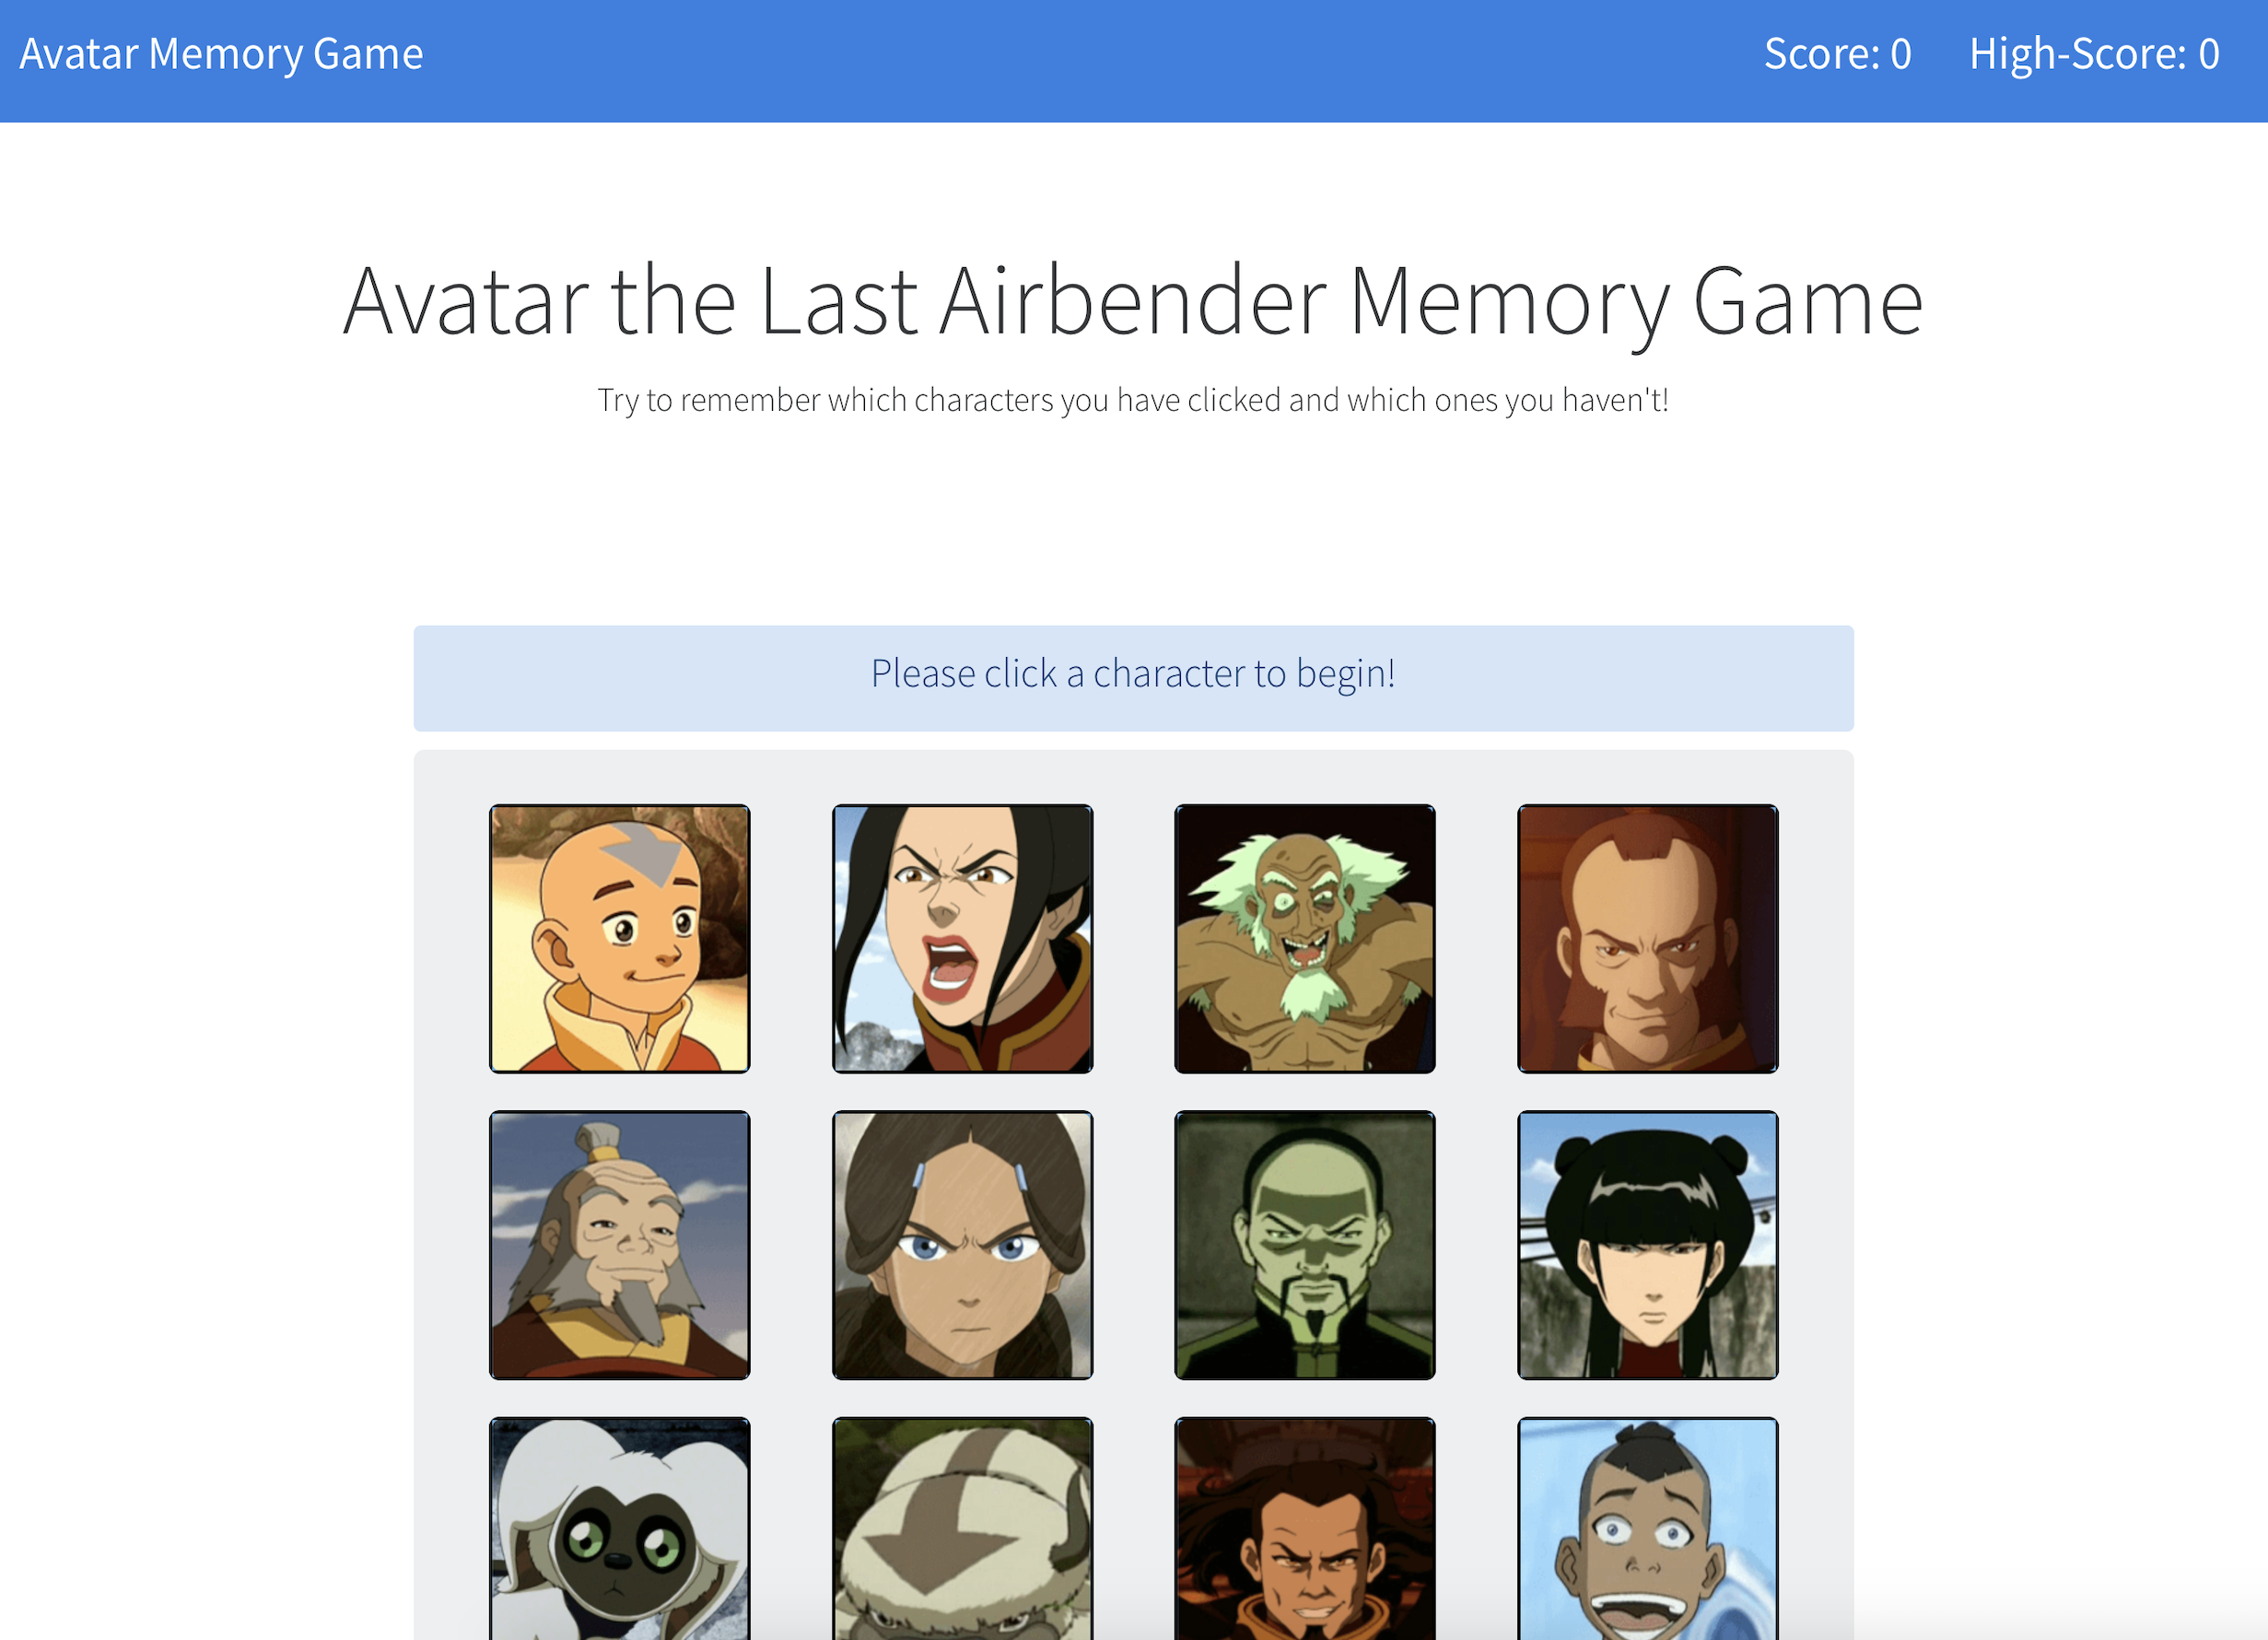 Avatar Memory Game
Score: 0
High-Score: 0
Avatar the Last Airbender Memory Game
Try to remember which characters you have clicked and which ones you haven't!
Please click a character to begin!